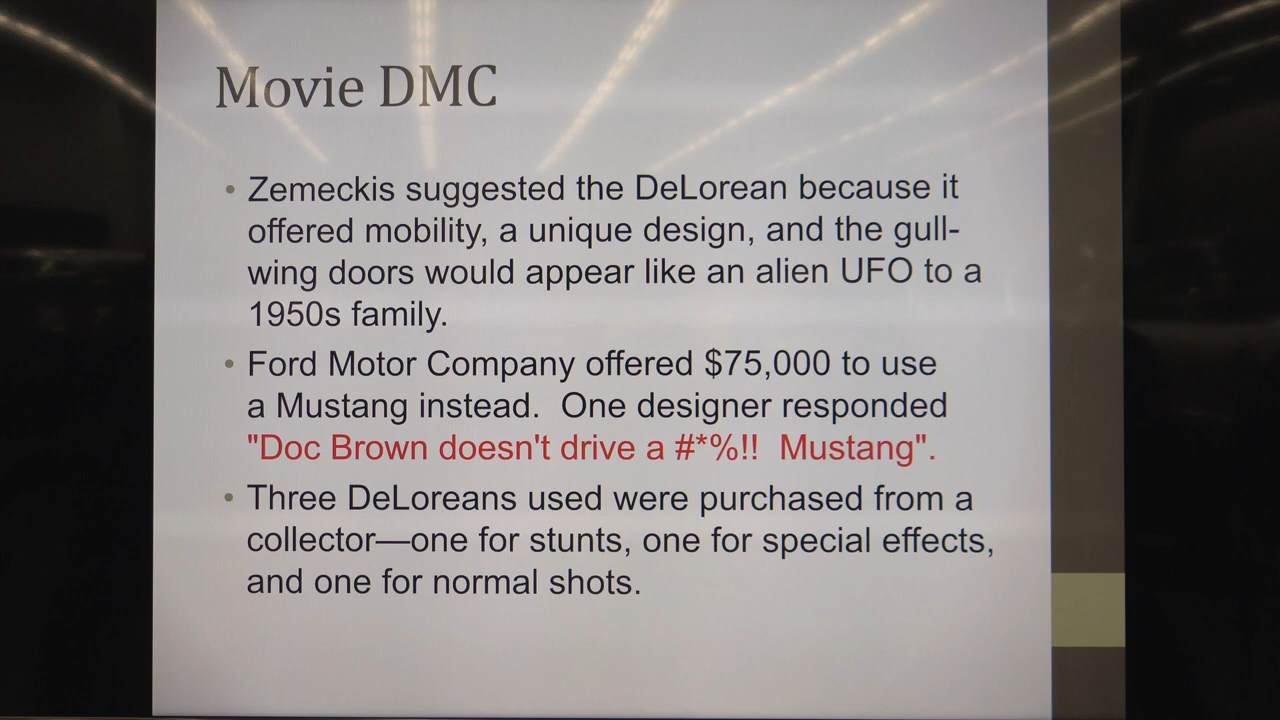 Movie DMC
• Zemeckis suggested the DeLorean because it
offered mobility, a unique design, and the gull-
wing doors would appear like an alien UFO to a
1950s family.
• Ford Motor Company offered $75,000 to use
a Mustang instead.  One designer responded
"Doc Brown doesn't drive a #*%!!  Mustang".
• Three DeLoreans used were purchased from a
collector—one for stunts, one for special effects,
and one for normal shots.